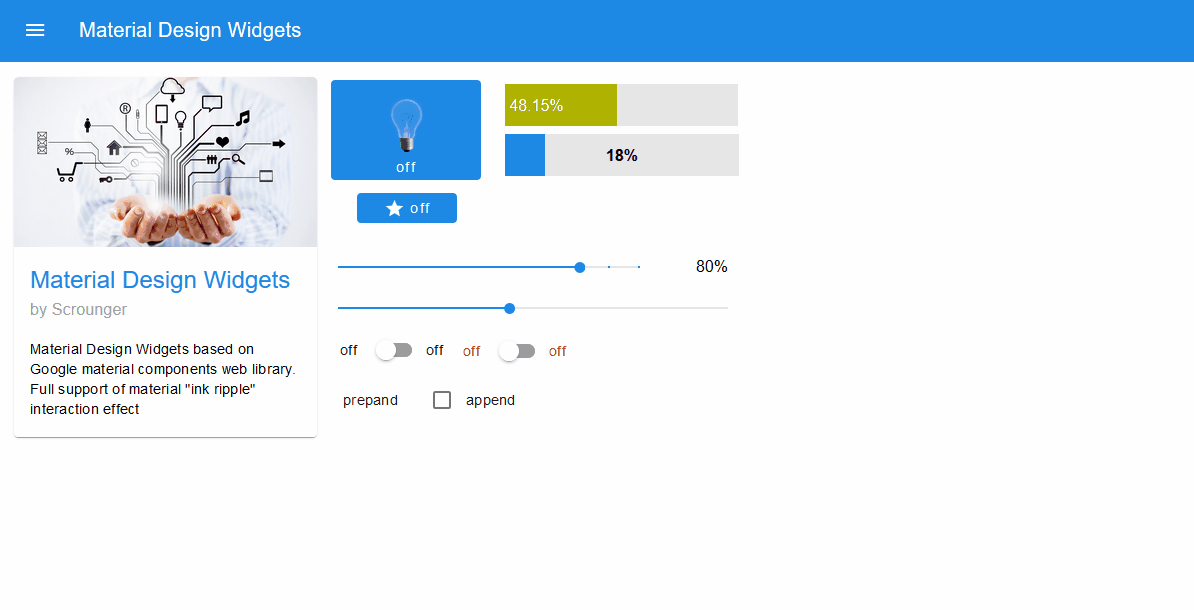 Material Design Widgets
®
%
Material Design Widgets
by Scrounger
Material Design Widgets based on
Google material components web library.
Full support of material "ink ripple"
interaction effect
off
off
48.15%
18%
80%
off off off off
prepand append